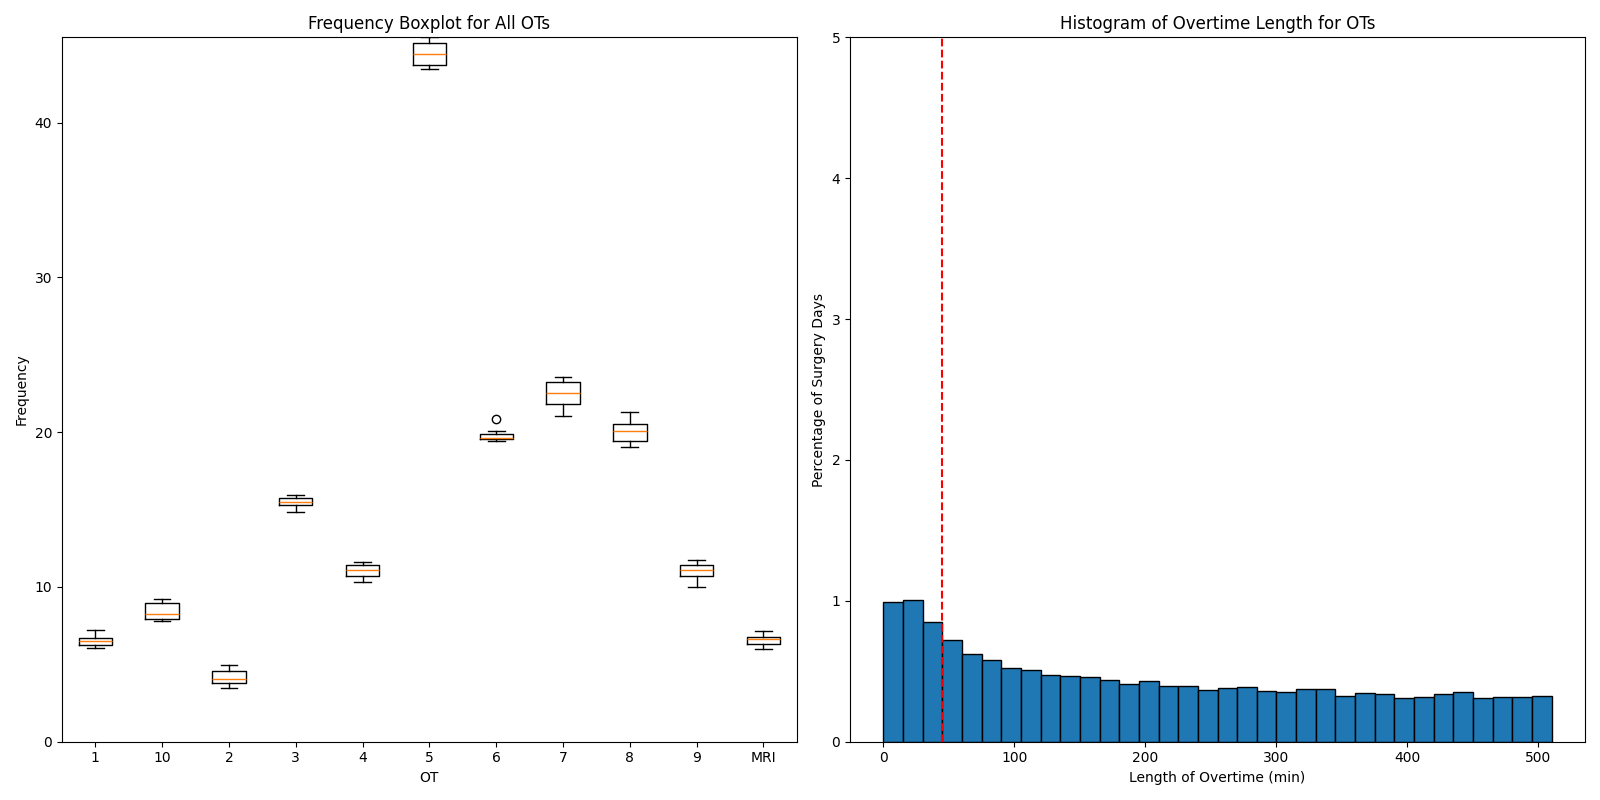 Frequency Boxplot for All OTs
Frequency
40
30
20
10
0
1 10 2 3 4 5 6 7 8 9 MRI
OT
Histogram of Overtime Length for OTs
Percentage of Surgery Days
5
4
3
2
1
0
0 100 200 300 400 500
Length of Overtime (min)